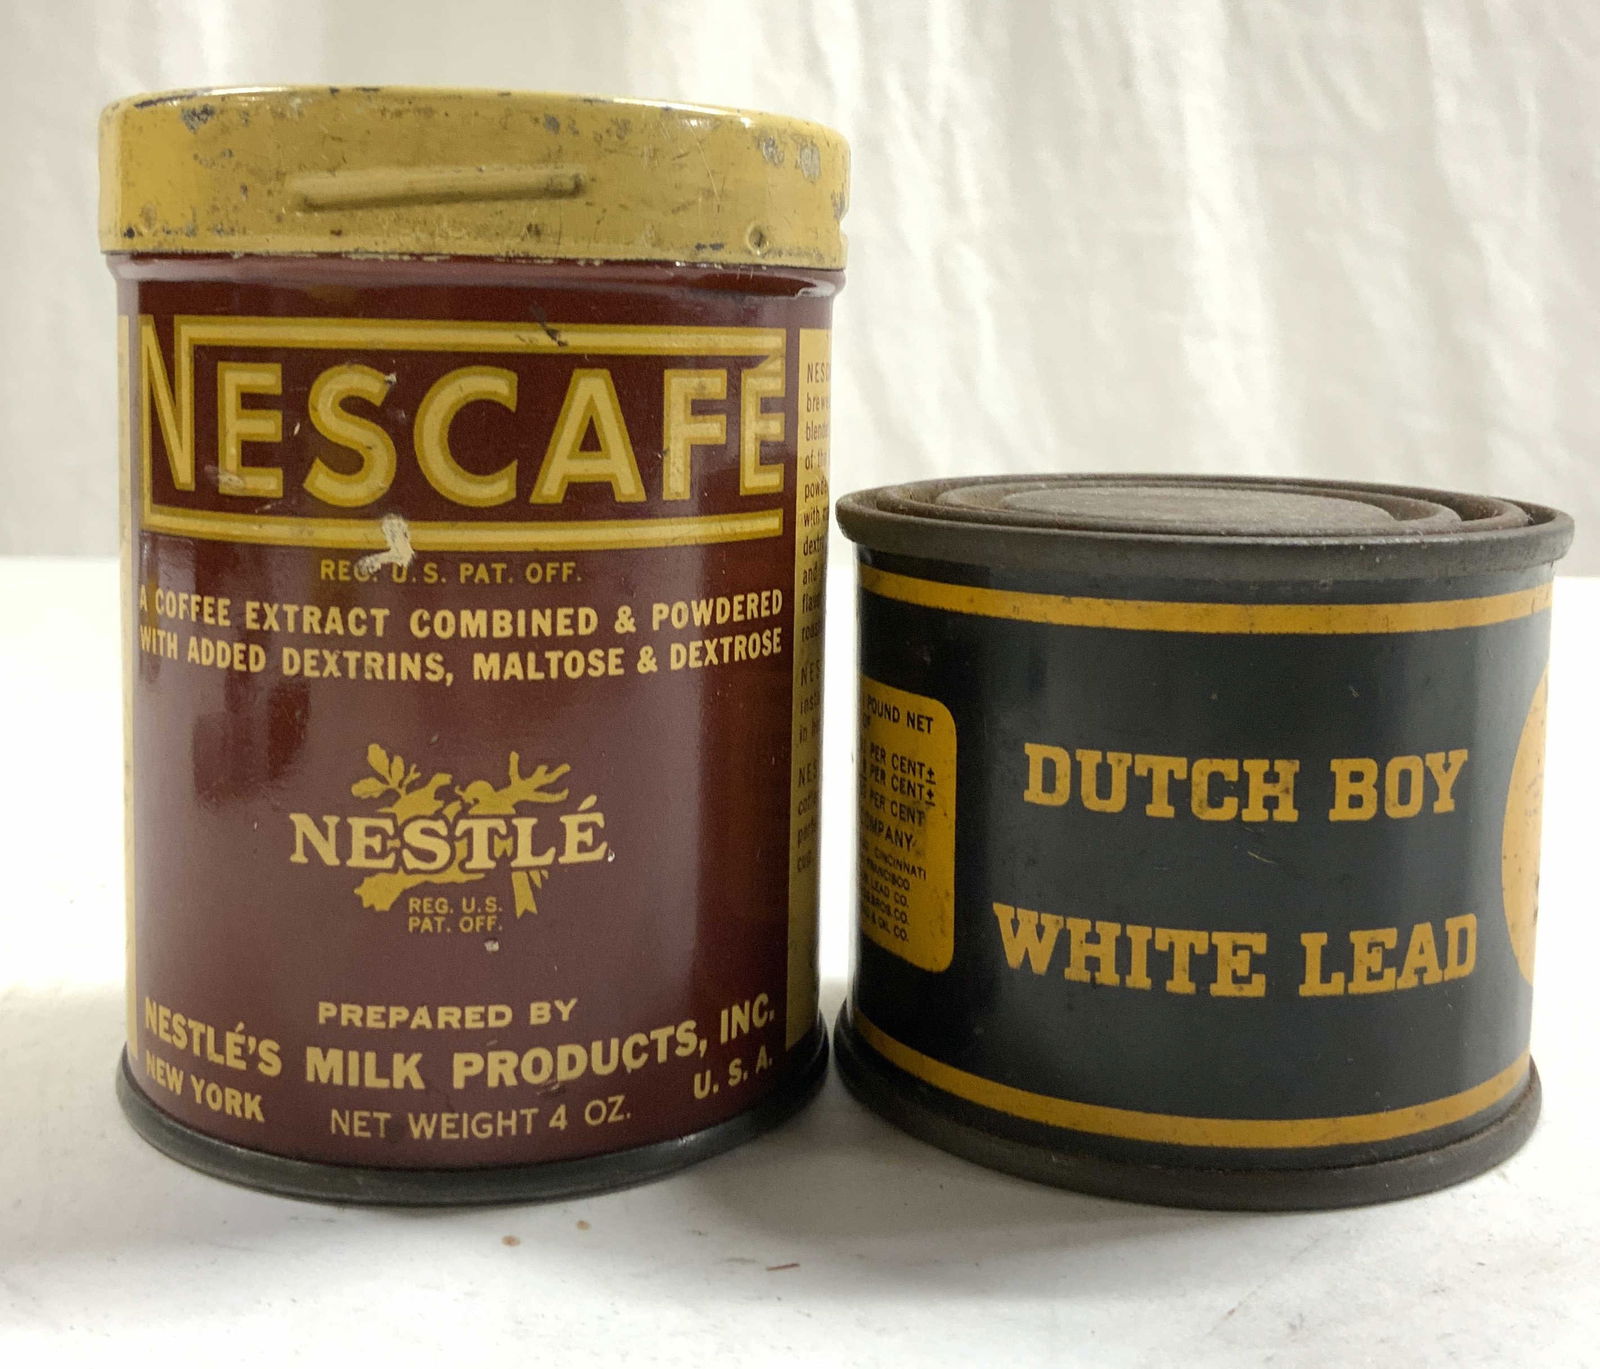 NESCAFÉ
REG. U.S. PAT. OFF.
A COFFEE EXTRACT COMBINED & POWDERED
WITH ADDED DEXTRINS, MALTOSE & DEXTROSE
NESTLÉ
REG. U.S.
PAT. OFF.
PREPARED BY
NESTLÉ'S MILK PRODUCTS, INC.
NEW YORK U. S. A.
NET WEIGHT 4 OZ.
POUND NET
PER CENT±
PER CENT±
PER CENT
COMPANY
CINCINNATI
FRANCISCO
LEAD CO.
BROS. CO.
& OIL CO.
DUTCH BOY
WHITE LEAD